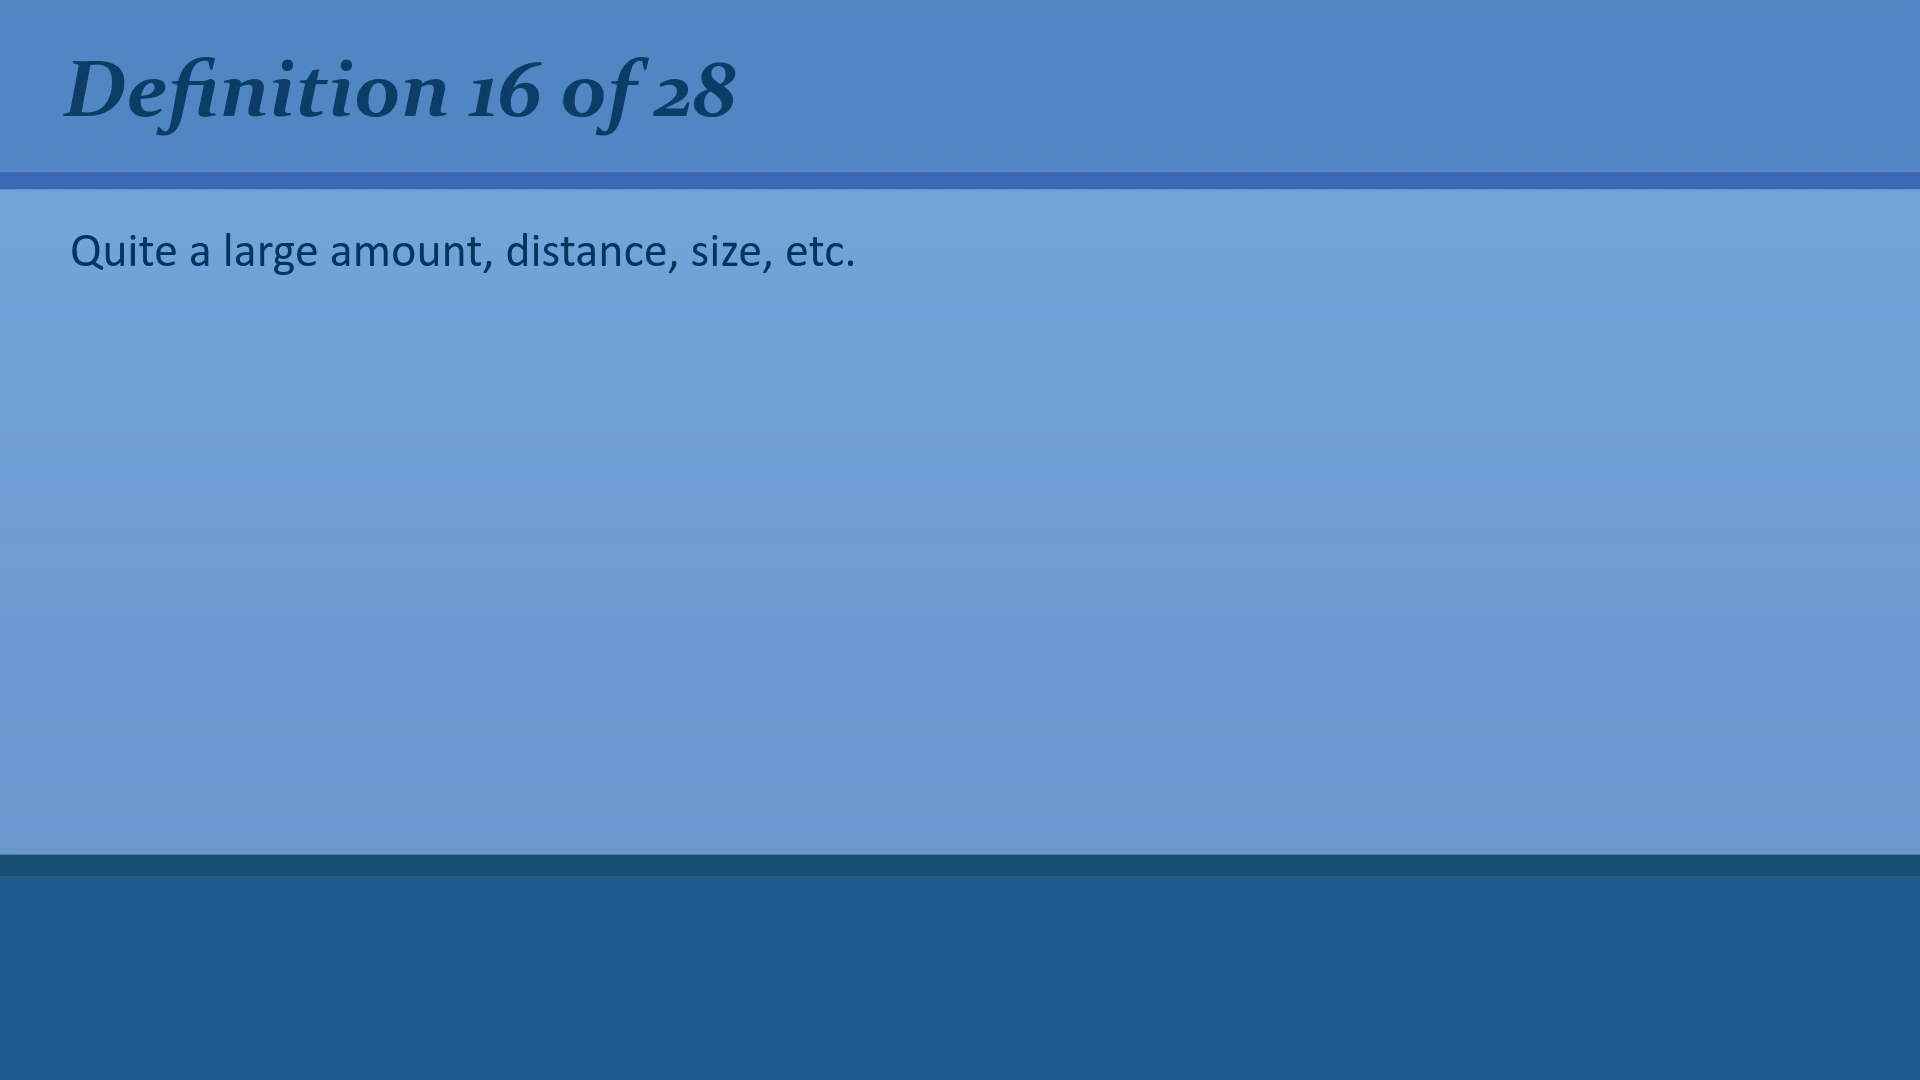 Definition 16 of 28
Quite a large amount, distance, size, etc.